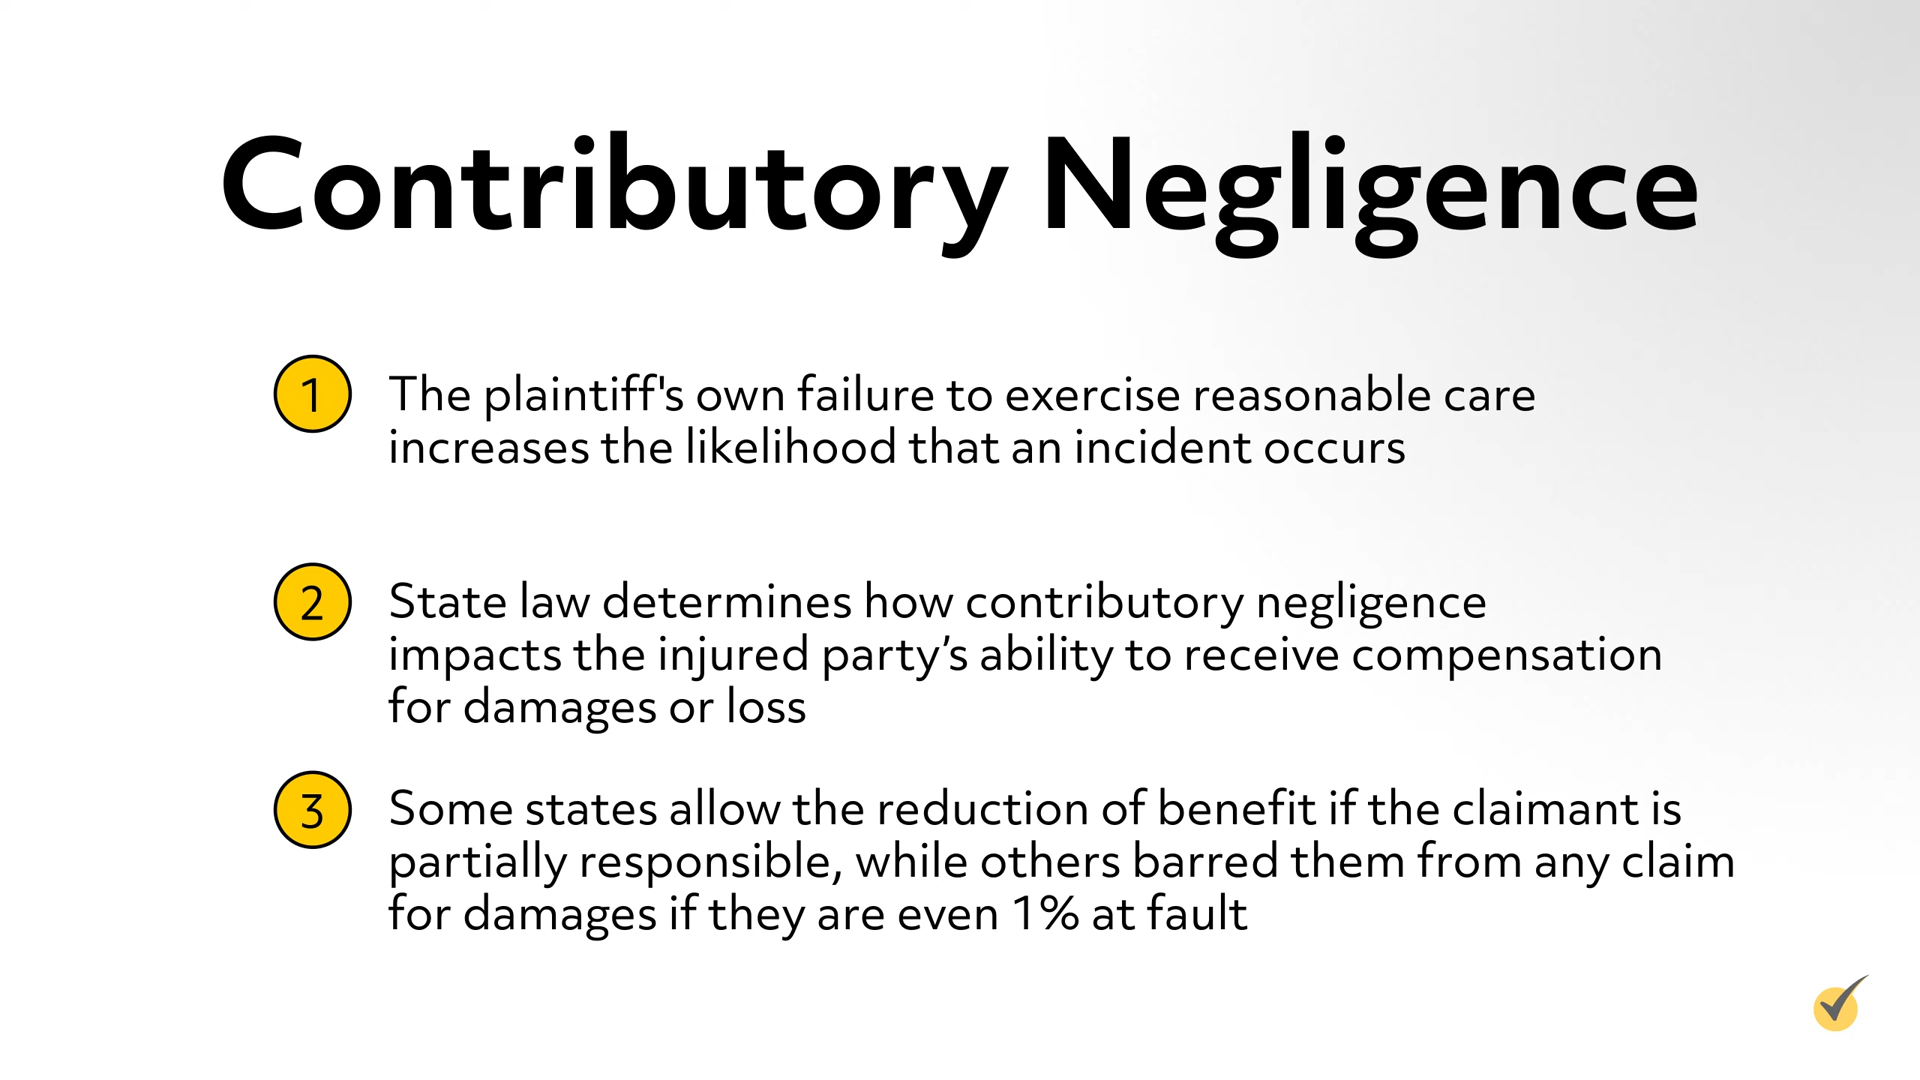 Contributory Negligence
1
The plaintiff's own failure to exercise reasonable care
increases the likelihood that an incident occurs
2
State law determines how contributory negligence
impacts the injured party’s ability to receive compensation
for damages or loss
3
Some states allow the reduction of benefit if the claimant is
partially responsible, while others barred them from any claim
for damages if they are even 1% at fault